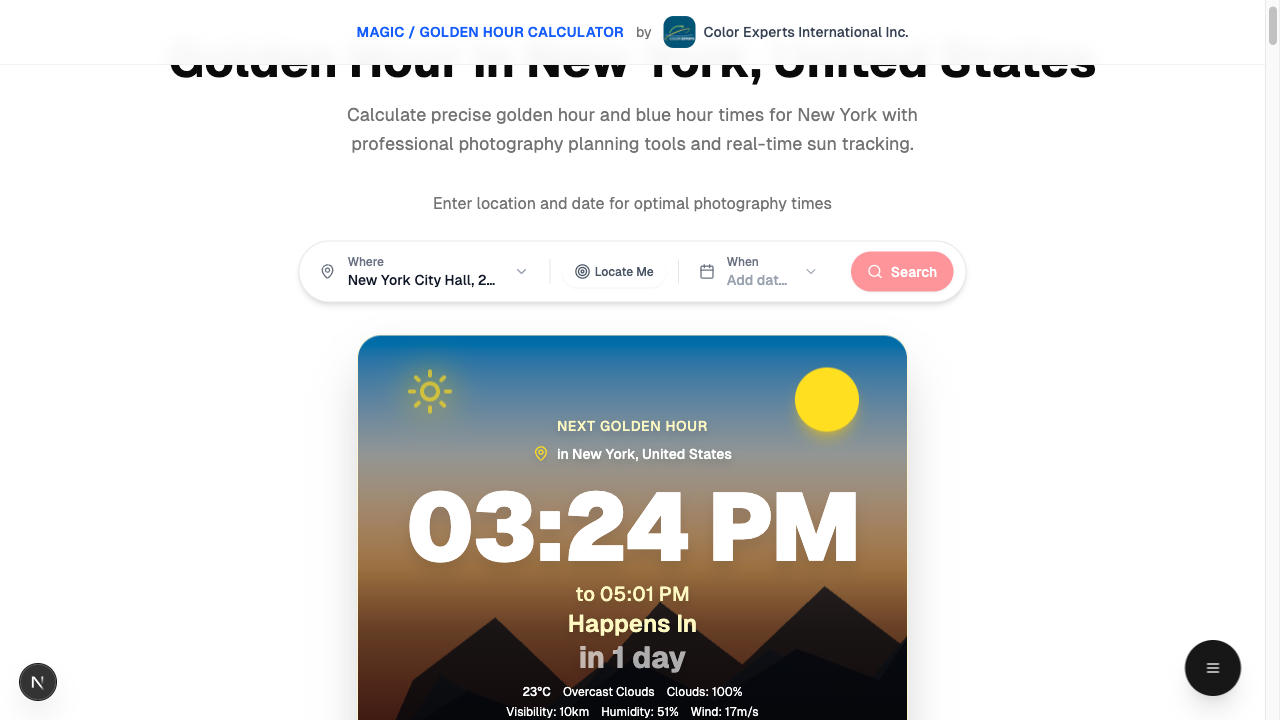 MAGIC / GOLDEN HOUR CALCULATOR by Color Experts International Inc.
Golden Hour in New York, United States
Calculate precise golden hour and blue hour times for New York with
professional photography planning tools and real-time sun tracking.
Enter location and date for optimal photography times
Where
New York City Hall, 2...
Locate Me
When
Add dat...
Search
NEXT GOLDEN HOUR
in New York, United States
03:24 PM
to 05:01 PM
Happens In
in 1 day
23°C Overcast Clouds Clouds: 100%
Visibility: 10km Humidity: 51% Wind: 17m/s
N